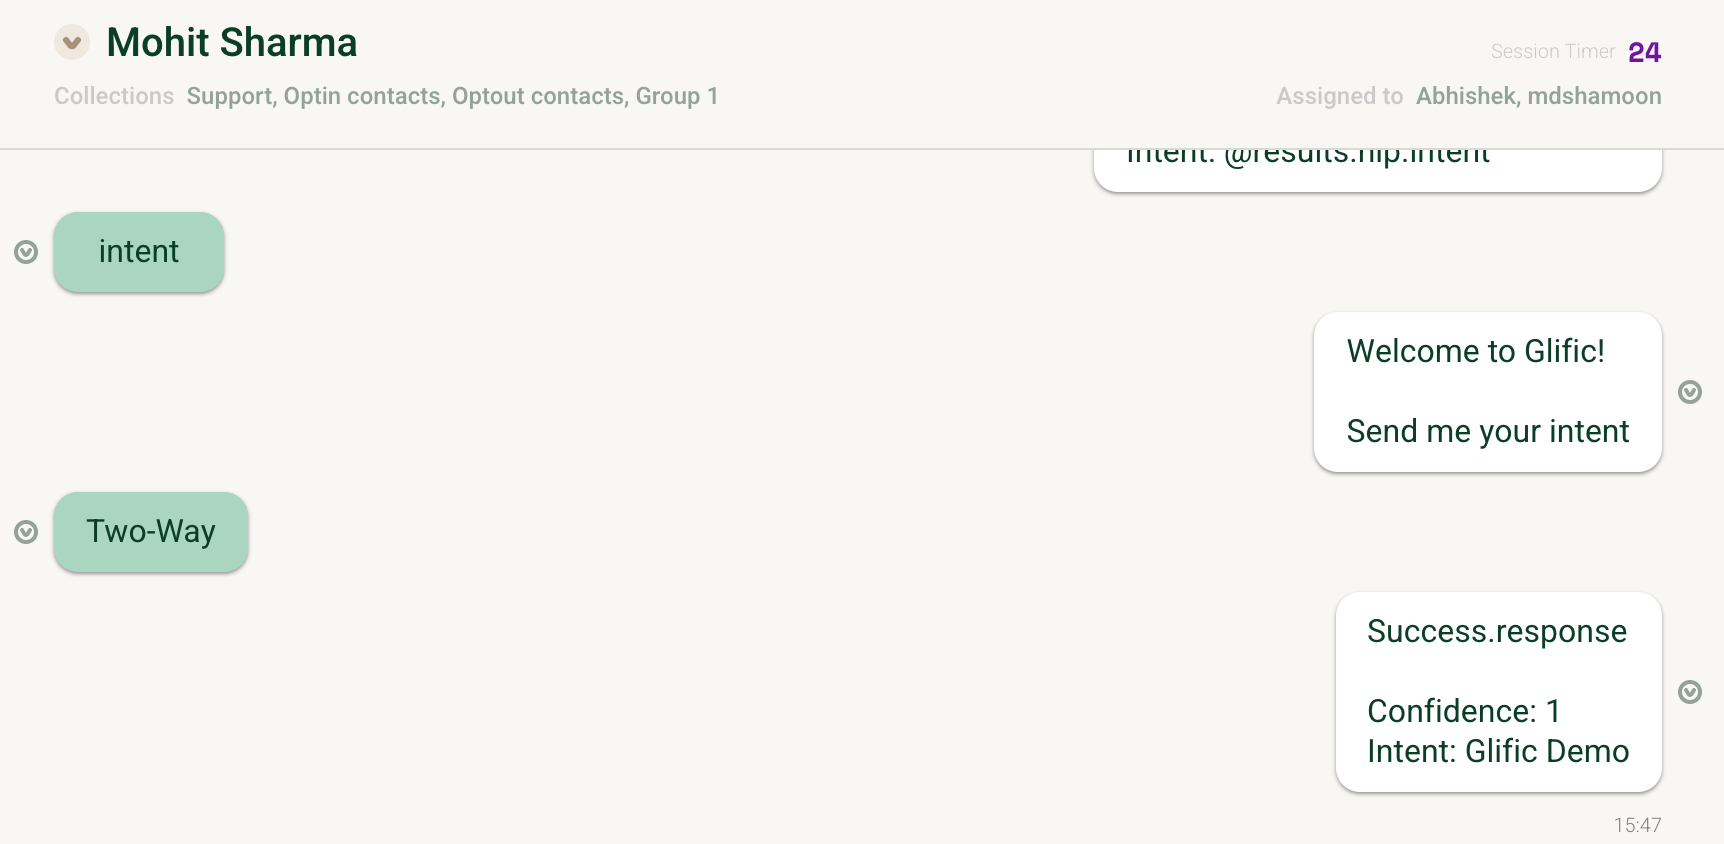 Mohit Sharma
Session Timer 24
Collections Support, Optin contacts, Optout contacts, Group 1
Assigned to Abhishek, mdshamoon
Intent: @results.nlp.intent
intent
Welcome to Glific!
Send me your intent
Two-Way
Success.response
Confidence: 1
Intent: Glific Demo
15:47